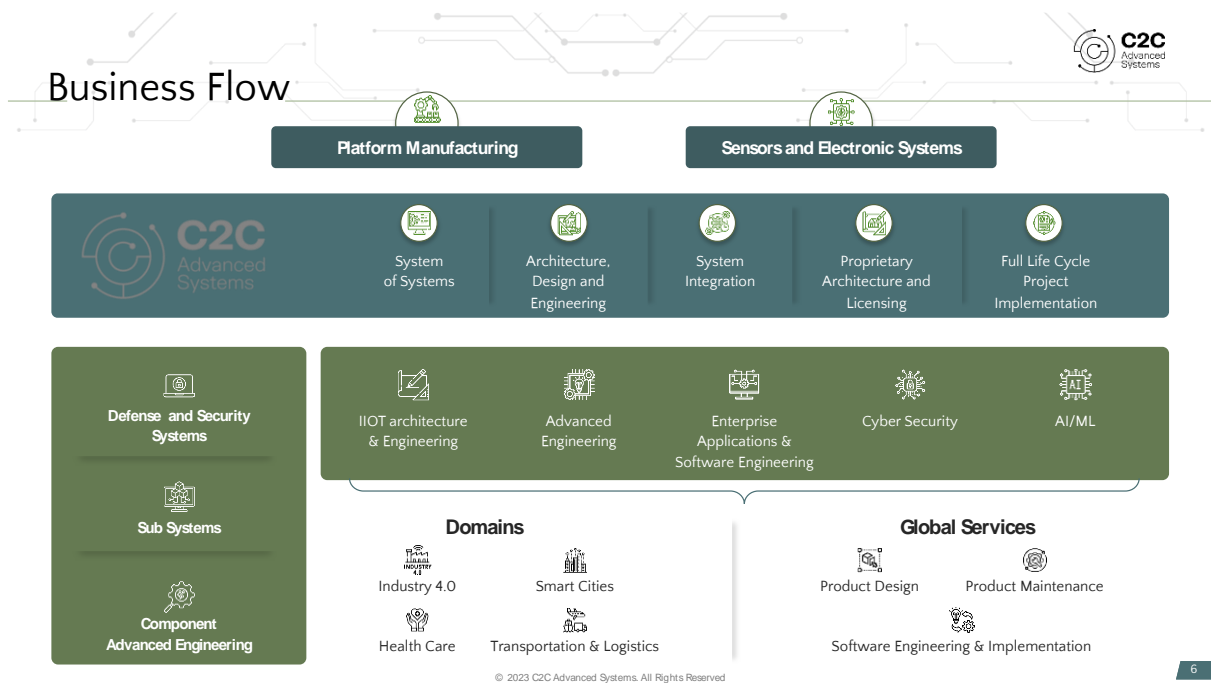 C2C
Advanced
Systems
Business Flow
Platform Manufacturing
Sensors and Electronic Systems
C2C
Advanced
Systems
System
of Systems
Architecture,
Design and
Engineering
System
Integration
Proprietary
Architecture and
Licensing
Full Life Cycle
Project
Implementation
Defense and Security
Systems
Sub Systems
Component
Advanced Engineering
IIOT architecture
& Engineering
Advanced
Engineering
Enterprise
Applications &
Software Engineering
Cyber Security
AI
AI/ML
Domains
INDUSTRY
4.0
Industry 4.0
Smart Cities
Health Care
Transportation & Logistics
Global Services
Product Design
Product Maintenance
Software Engineering & Implementation
© 2023 C2C Advanced Systems. All Rights Reserved
6